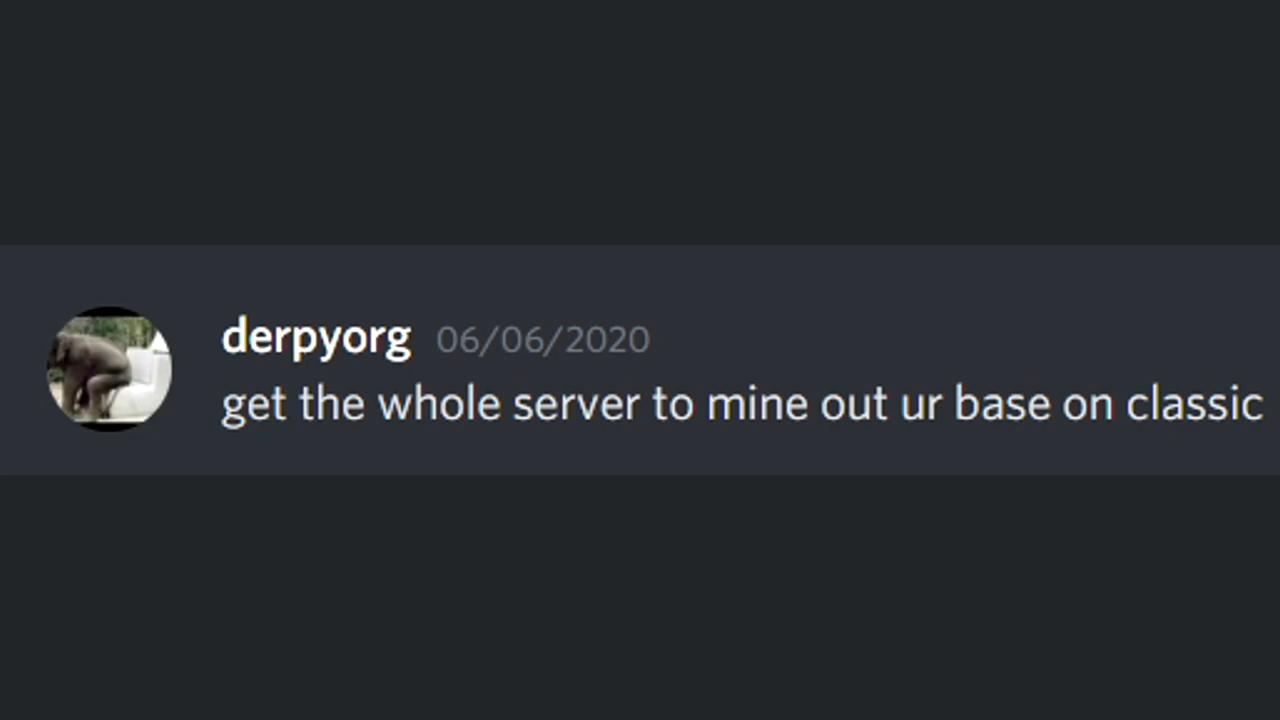 derpyorg 06/06/2020
get the whole server to mine out ur base on classic